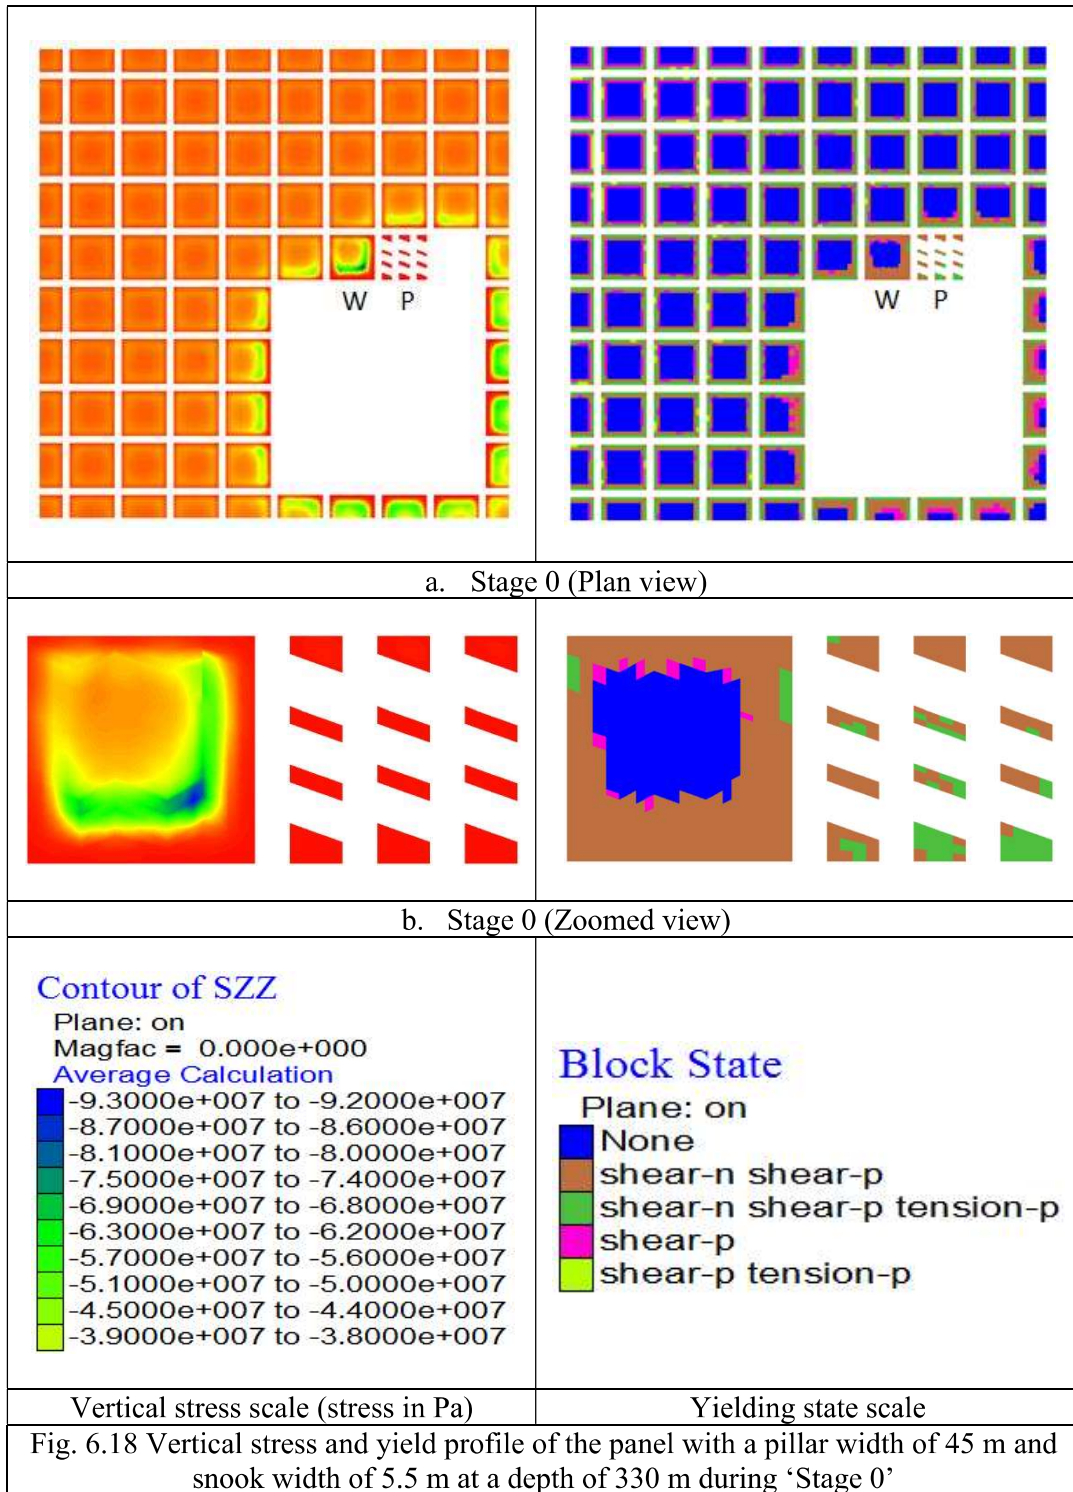 W P
W P
a. Stage 0 (Plan view)
b. Stage 0 (Zoomed view)
Contour of SZZ
Plane: on
Magfac = 0.000e+000
Average Calculation
-9.3000e+007 to -9.2000e+007
-8.7000e+007 to -8.6000e+007
-8.1000e+007 to -8.0000e+007
-7.5000e+007 to -7.4000e+007
-6.9000e+007 to -6.8000e+007
-6.3000e+007 to -6.2000e+007
-5.7000e+007 to -5.6000e+007
-5.1000e+007 to -5.0000e+007
-4.5000e+007 to -4.4000e+007
-3.9000e+007 to -3.8000e+007
Block State
Plane: on
None
shear-n shear-p
shear-n shear-p tension-p
shear-p
shear-p tension-p
Vertical stress scale (stress in Pa)
Yielding state scale
Fig. 6.18 Vertical stress and yield profile of the panel with a pillar width of 45 m and
snook width of 5.5 m at a depth of 330 m during ‘Stage 0’